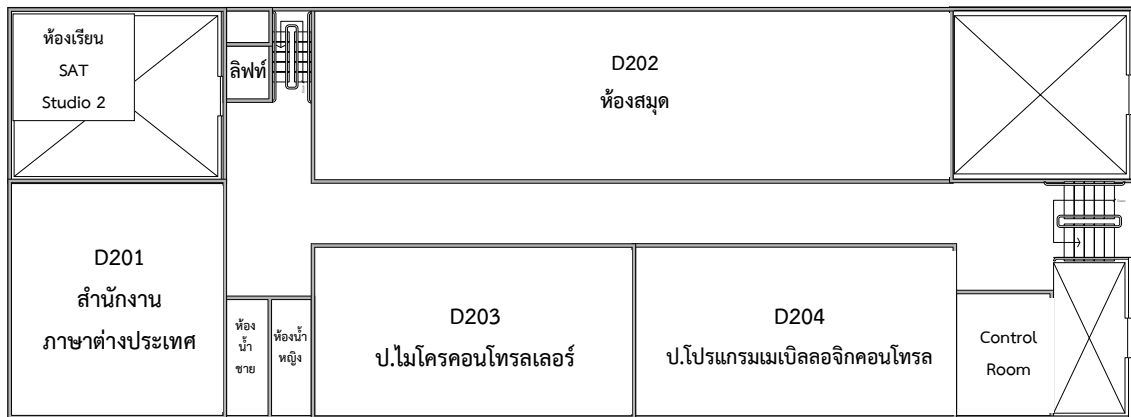 ห้องเรียน
SAT
Studio 2
ลิฟท์
D202
ห้องสมุด
D201
สำนักงาน
ภาษาต่างประเทศ
ห้อง
น้ำ
ชาย
ห้องน้ำ
หญิง
D203
ป.ไมโครคอนโทรลเลอร์
D204
ป.โปรแกรมเมเบิลลอจิกคอนโทรล
Control
Room